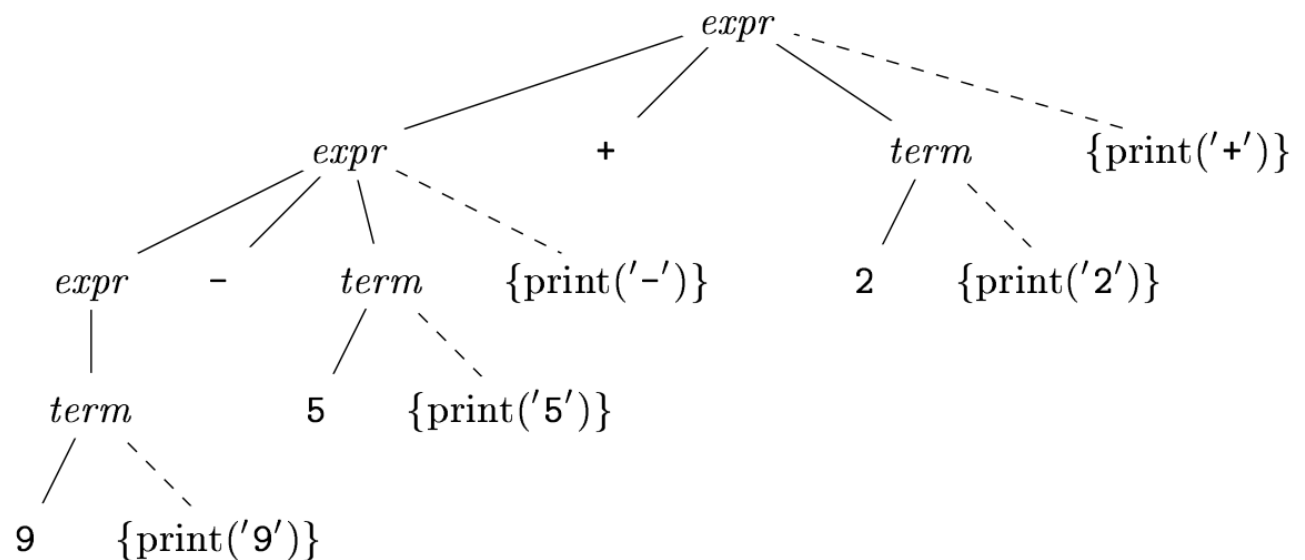 expr
expr + term {print('+')}
expr - term {print('-')} 2 {print('2')}
term 5 {print('5')}
9 {print('9')}